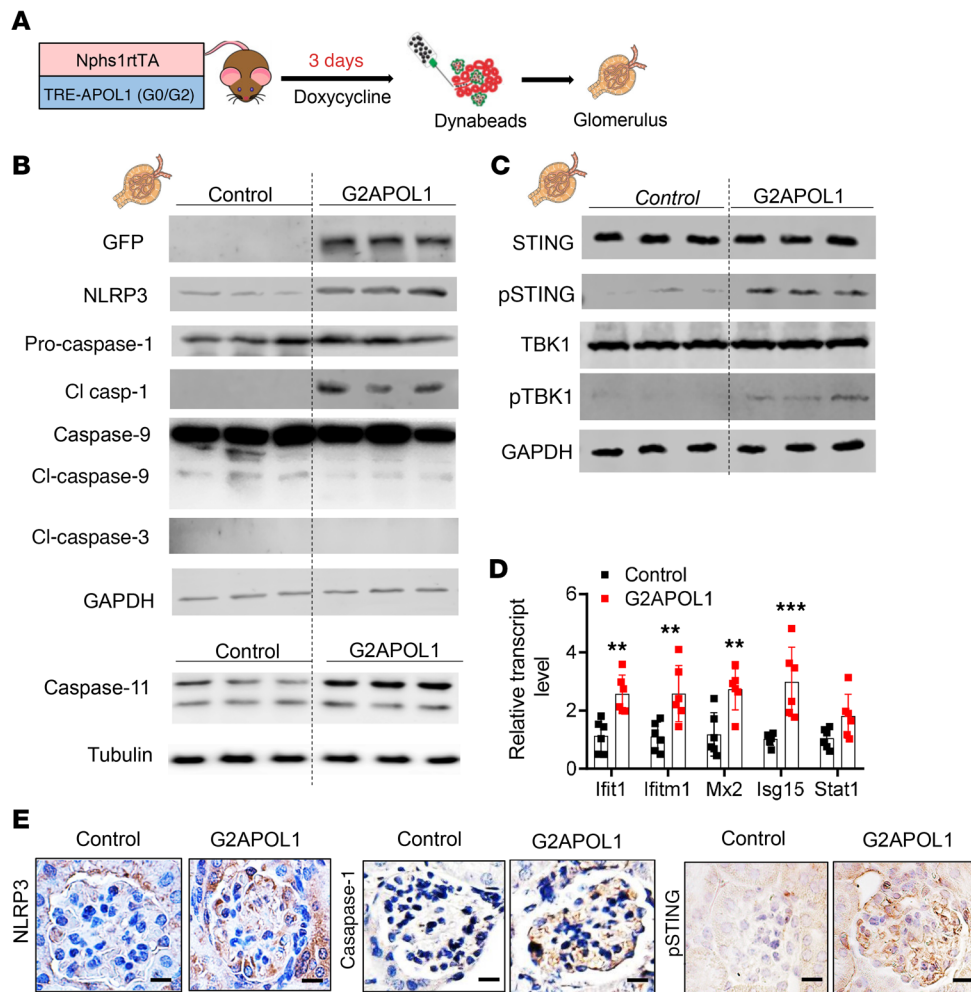 A
Nphs1rtTA
TRE-APOL1 (G0/G2)
3 days
Doxycycline
Dynabeads
Glomerulus
B
Control
G2APOL1
GFP
NLRP3
Pro-caspase-1
Cl casp-1
Caspase-9
Cl-caspase-9
Cl-caspase-3
GAPDH
Control
G2APOL1
Caspase-11
Tubulin
C
Control
G2APOL1
STING
pSTING
TBK1
pTBK1
GAPDH
D
Control
G2APOL1
Relative transcript
level
6
4
2
0
**
**
**
***
Ifit1
Ifitm1
Mx2
Isg15
Stat1
E
Control
G2APOL1
NLRP3
Control
G2APOL1
Casapase-1
Control
G2APOL1
pSTING